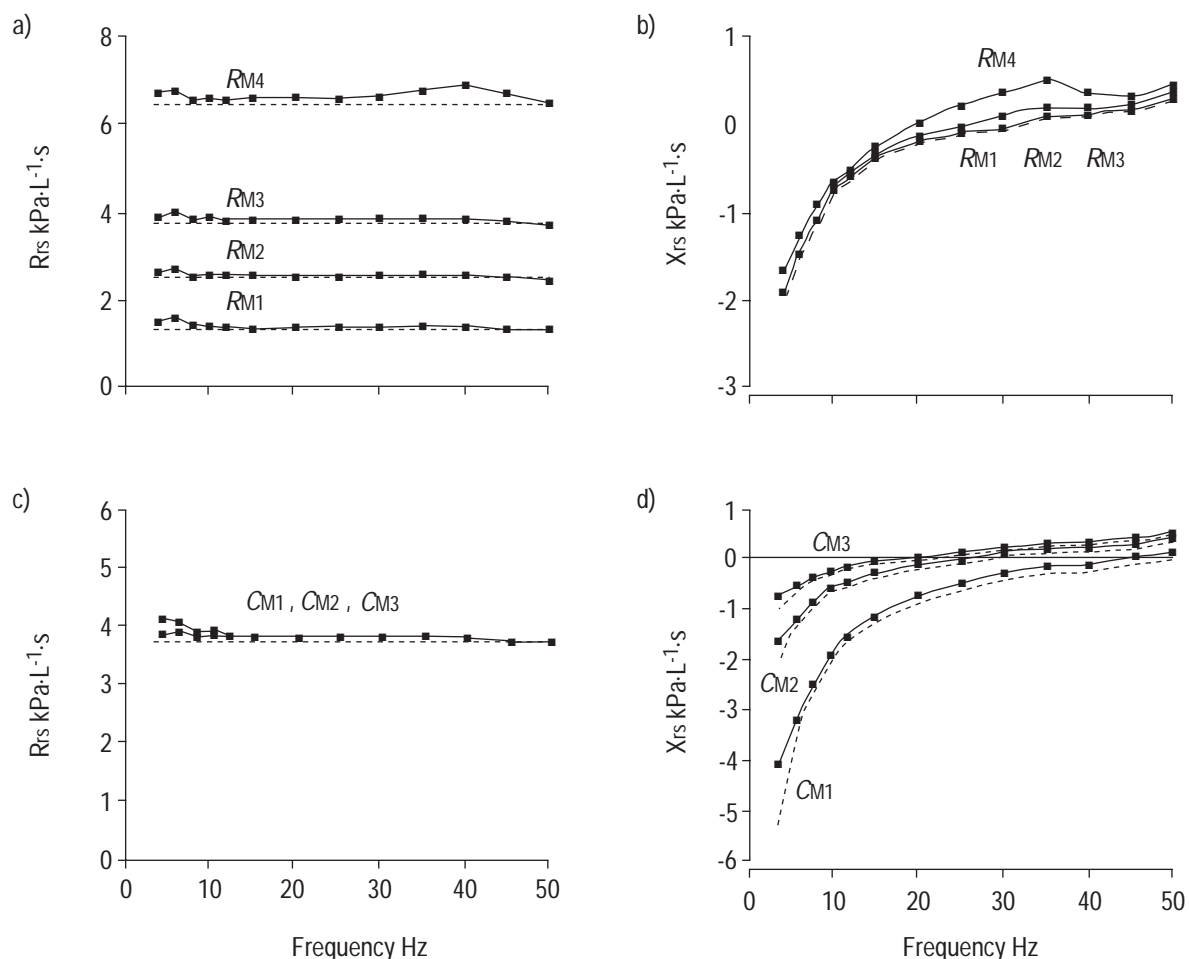 a)
8
6
4
2
0
Rrs kPa·L-1·s
RM4
RM3
RM2
RM1
b)
1
0
-1
-2
-3
Xrs kPa·L-1·s
RM4
RM1 RM2 RM3
c)
6
5
4
3
2
1
0
Rrs kPa·L-1·s
CM1 , CM2 , CM3
0 10 20 30 40 50
Frequency Hz
d)
1
0
-1
-2
-3
-4
-5
-6
Xrs kPa·L-1·s
CM3
CM2
CM1
0 10 20 30 40 50
Frequency Hz